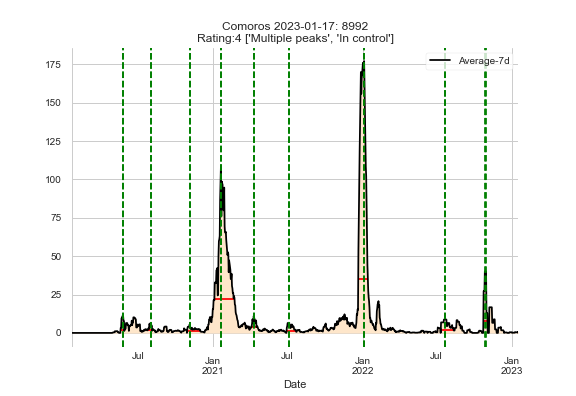 Comoros 2023-01-17: 8992
Rating:4 ['Multiple peaks', 'In control']
Average-7d
175
150
125
100
75
50
25
0
Jul
Jan
2021
Jul
Jan
2022
Jul
Jan
2023
Date